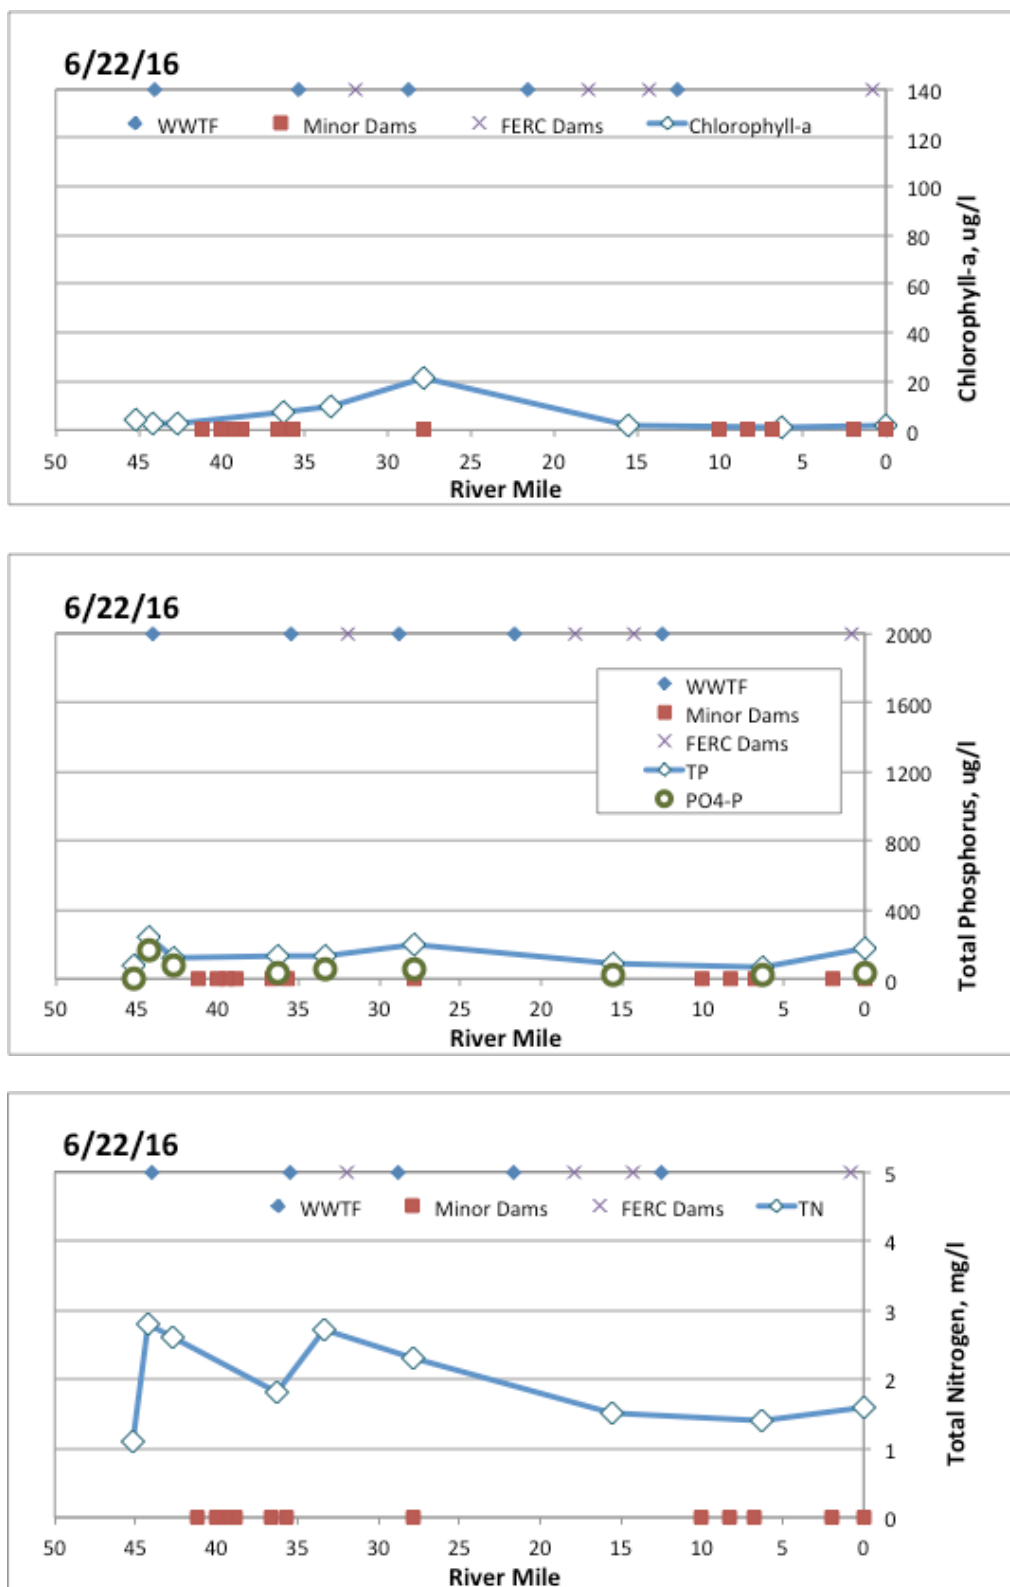 6/22/16
WWTF Minor Dams FERC Dams Chlorophyll-a
140
120
100
80
60
40
20
0
Chlorophyll-a, ug/l
50 45 40 35 30 25 20 15 10 5 0
River Mile
6/22/16
2000
1600
1200
800
400
0
WWTF
Minor Dams
FERC Dams
TP
PO4-P
Total Phosphorus, ug/l
50 45 40 35 30 25 20 15 10 5 0
River Mile
6/22/16
WWTF Minor Dams FERC Dams TN
5
4
3
2
1
0
Total Nitrogen, mg/l
50 45 40 35 30 25 20 15 10 5 0
River Mile